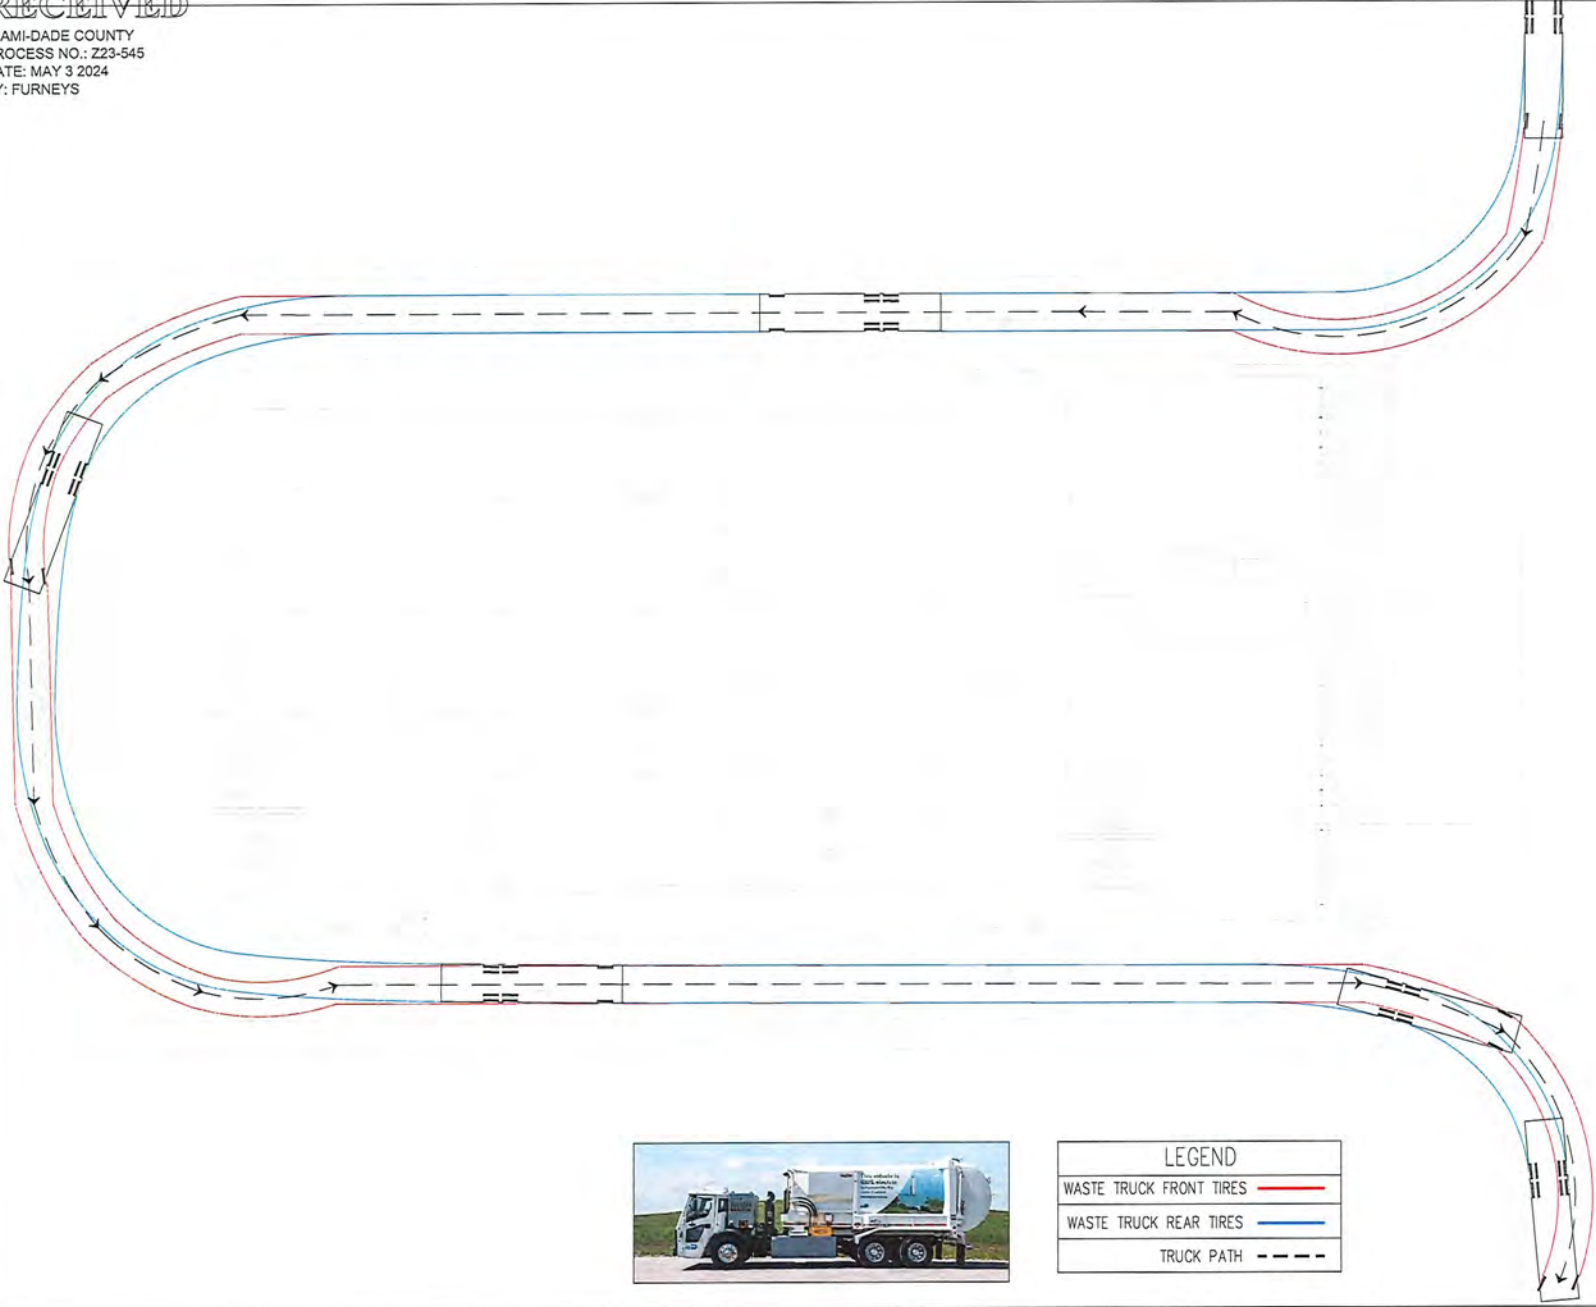 RECEIVED
AMI-DADE COUNTY
ROCESS NO.: Z23-545
ATE: MAY 3 2024
Y: FURNEYS
LEGEND
WASTE TRUCK FRONT TIRES
WASTE TRUCK REAR TIRES
TRUCK PATH